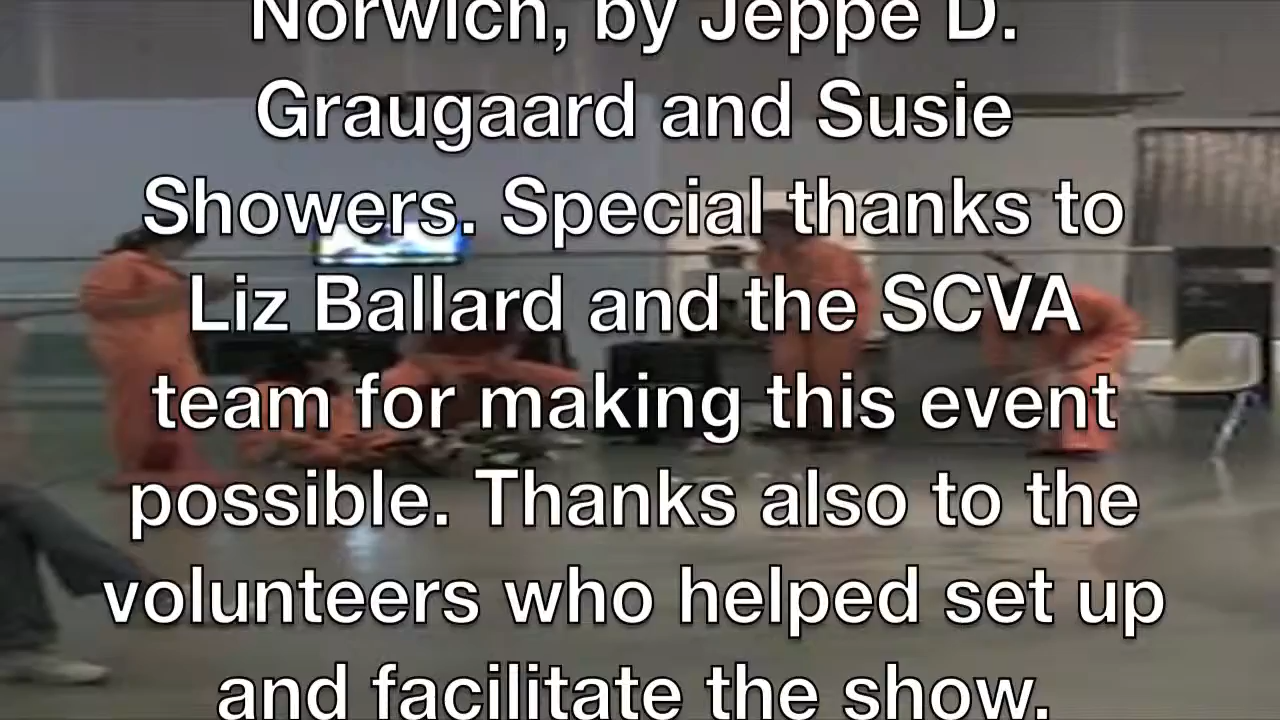 Norwich, by Jeppe D.
Graugaard and Susie
Showers. Special thanks to
Liz Ballard and the SCVA
team for making this event
possible. Thanks also to the
volunteers who helped set up
and facilitate the show.